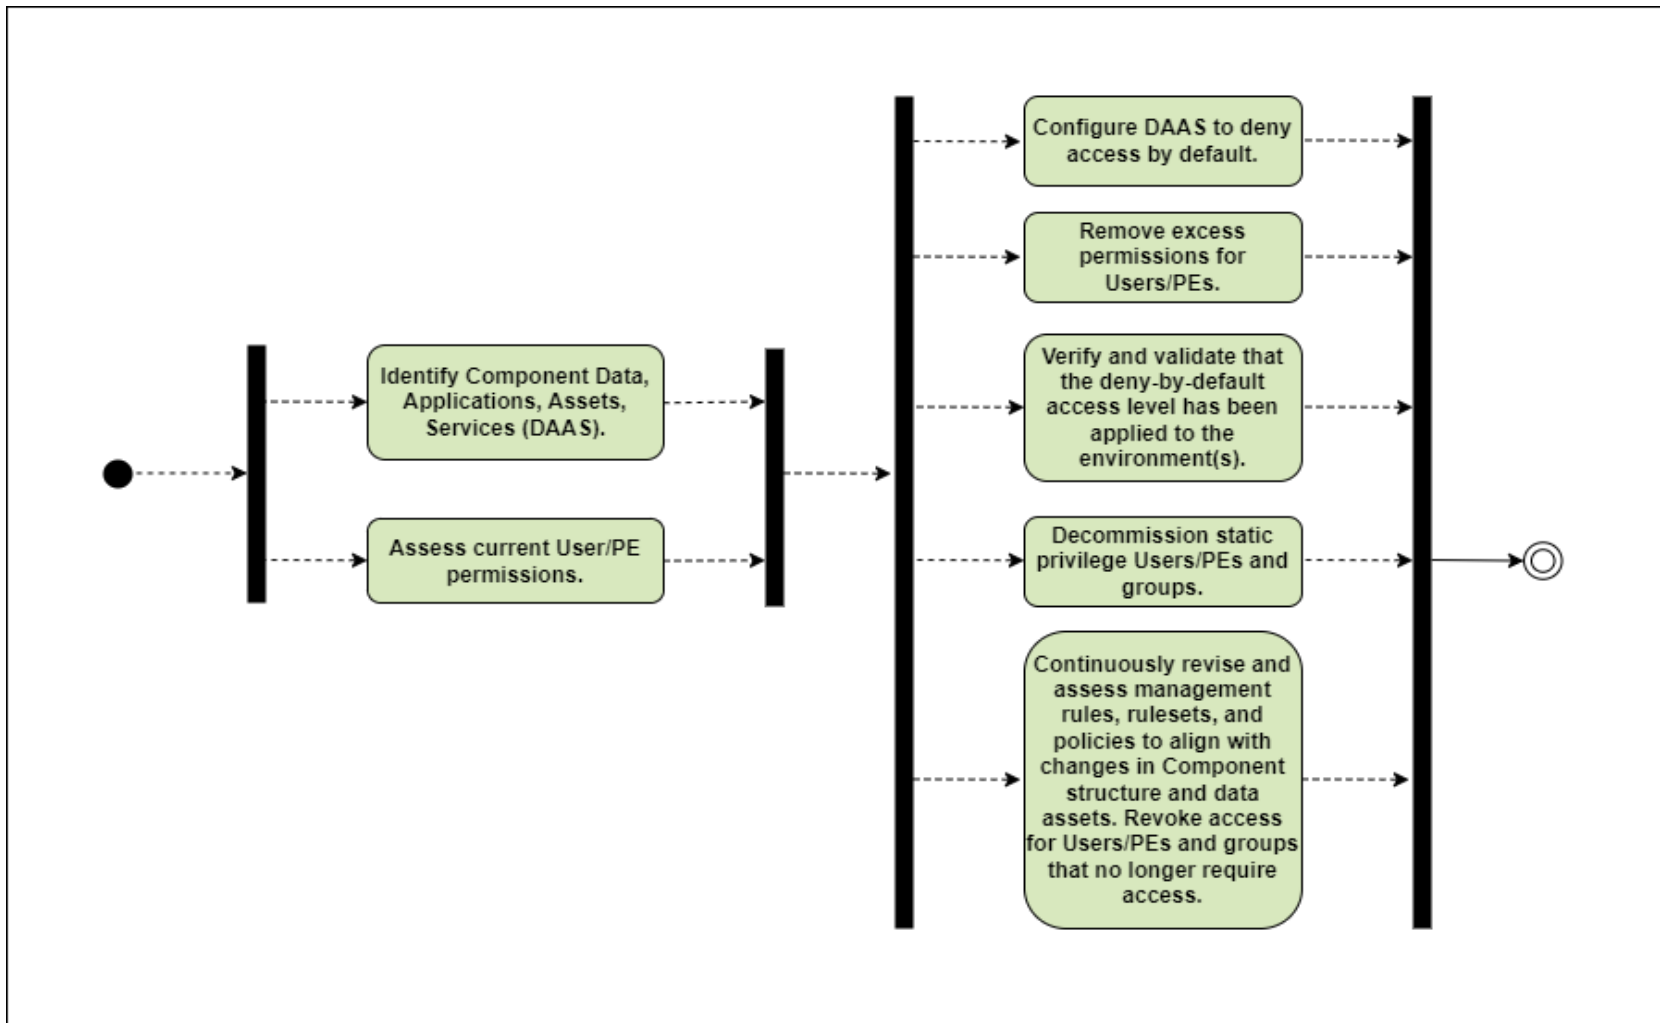 Identify Component Data,
Applications, Assets,
Services (DAAS).
Assess current User/PE
permissions.
Configure DAAS to deny
access by default.
Remove excess
permissions for
Users/PEs.
Verify and validate that
the deny-by-default
access level has been
applied to the
environment(s).
Decommission static
privilege Users/PEs and
groups.
Continuously revise and
assess management
rules, rulesets, and
policies to align with
changes in Component
structure and data
assets. Revoke access
for Users/PEs and groups
that no longer require
access.